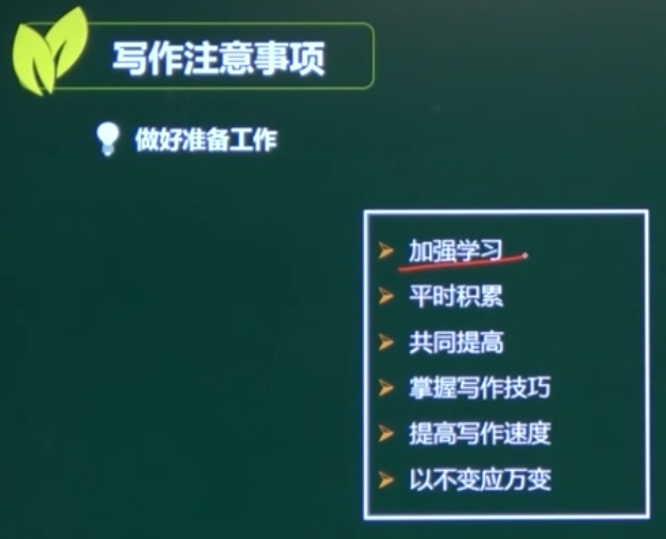 写作注意事项
做好准备工作
加强学习
平时积累
共同提高
掌握写作技巧
提高写作速度
以不变应万变